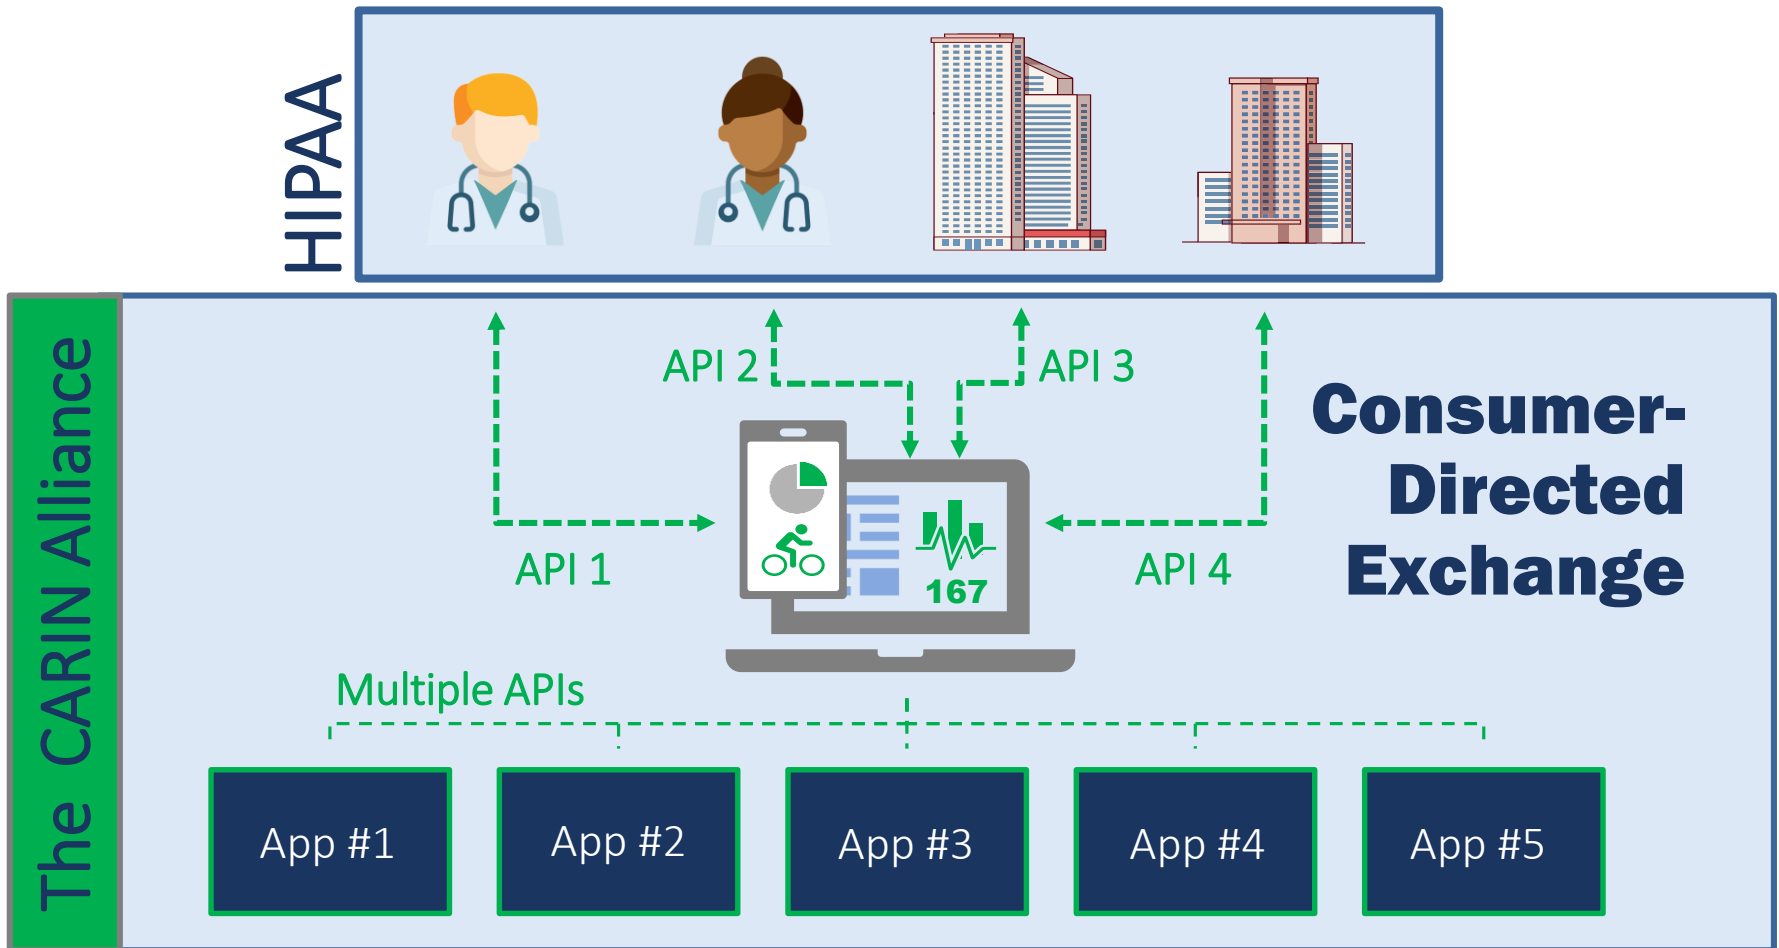 HIPAA
The CARIN Alliance
API 2
API 3
Consumer-
Directed
Exchange
API 1
API 4
167
Multiple APIs
App #1
App #2
App #3
App #4
App #5